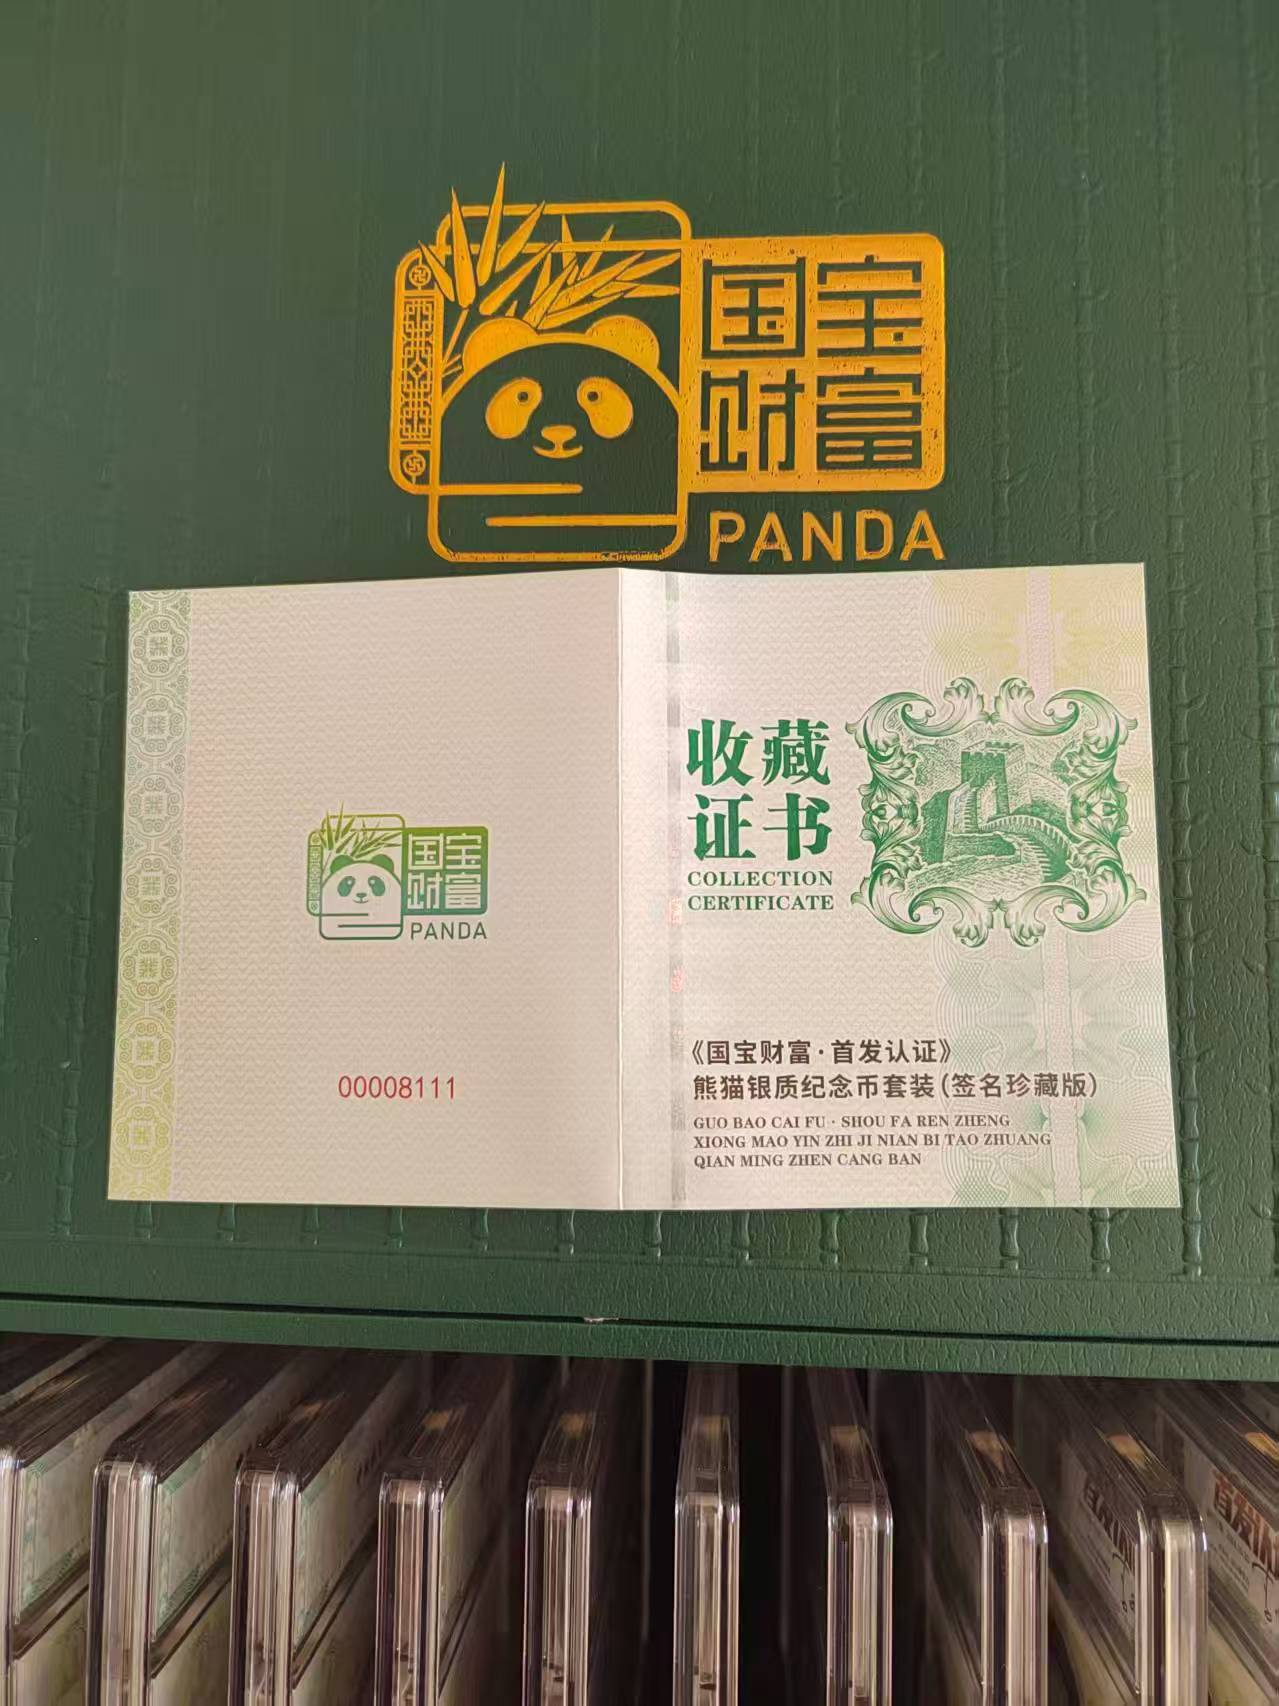 国宝
财富
PANDA
国宝
财富
PANDA
00008111
收藏
证书
COLLECTION
CERTIFICATE
《国宝财富·首发认证》
熊猫银质纪念币套装(签名珍藏版)
GUO BAO CAI FU · SHOU FA REN ZHENG
XIONG MAO YIN ZHI JI NIAN BI TAO ZHUANG
QIAN MING ZHEN CANG BAN